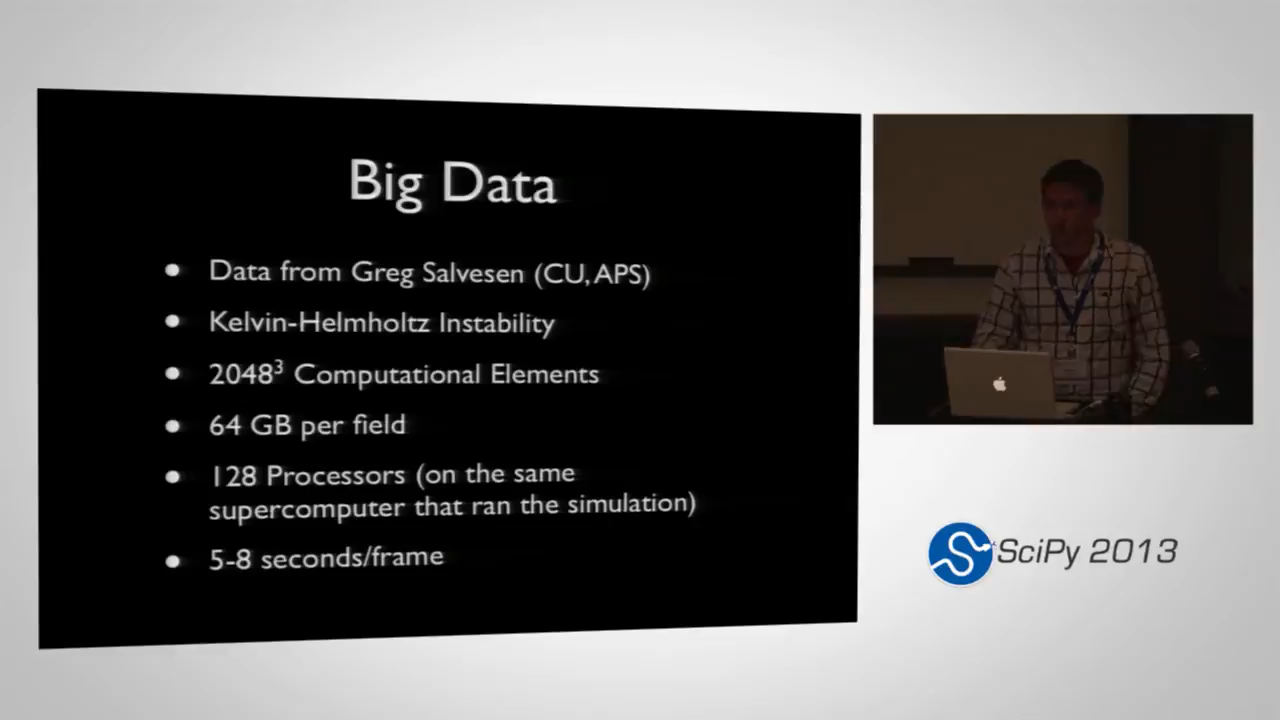 Big Data
• Data from Greg Salvesen (CU, APS)
• Kelvin-Helmholtz Instability
• 2048³ Computational Elements
• 64 GB per field
• 128 Processors (on the same
supercomputer that ran the simulation)
• 5-8 seconds/frame
SciPy 2013